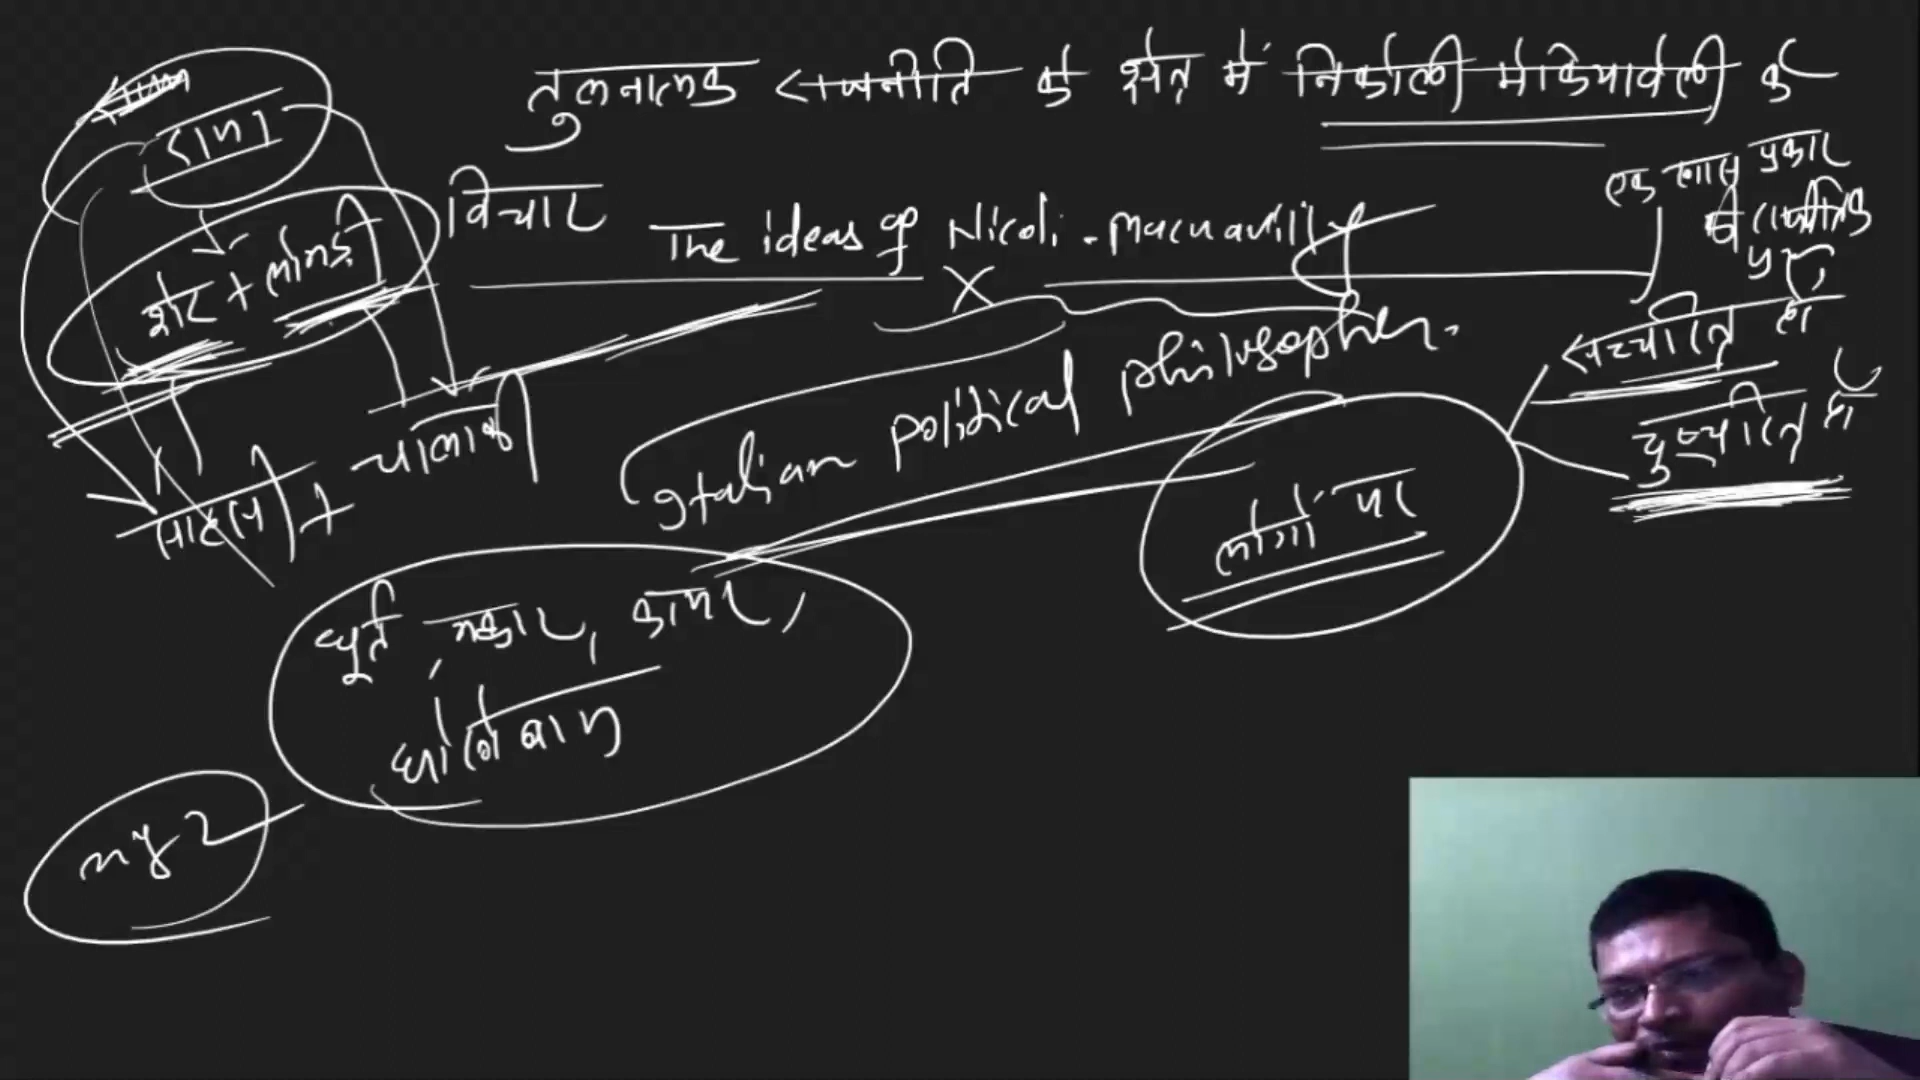 तुलनात्मक राजनीति के क्षेत्र में निकोली मेकियावेली के
विचार The ideas of Nicoli -
राजा
शेर + लोमड़ी
एक खास प्रकार
के राजनीतिक
सच्चरित्र हो
दुष्चरित्र हो
Italian political philosopher.
साहस + चालाकी
लोगों पर
धूर्त, मक्कार, कायर,
धोखेबाज